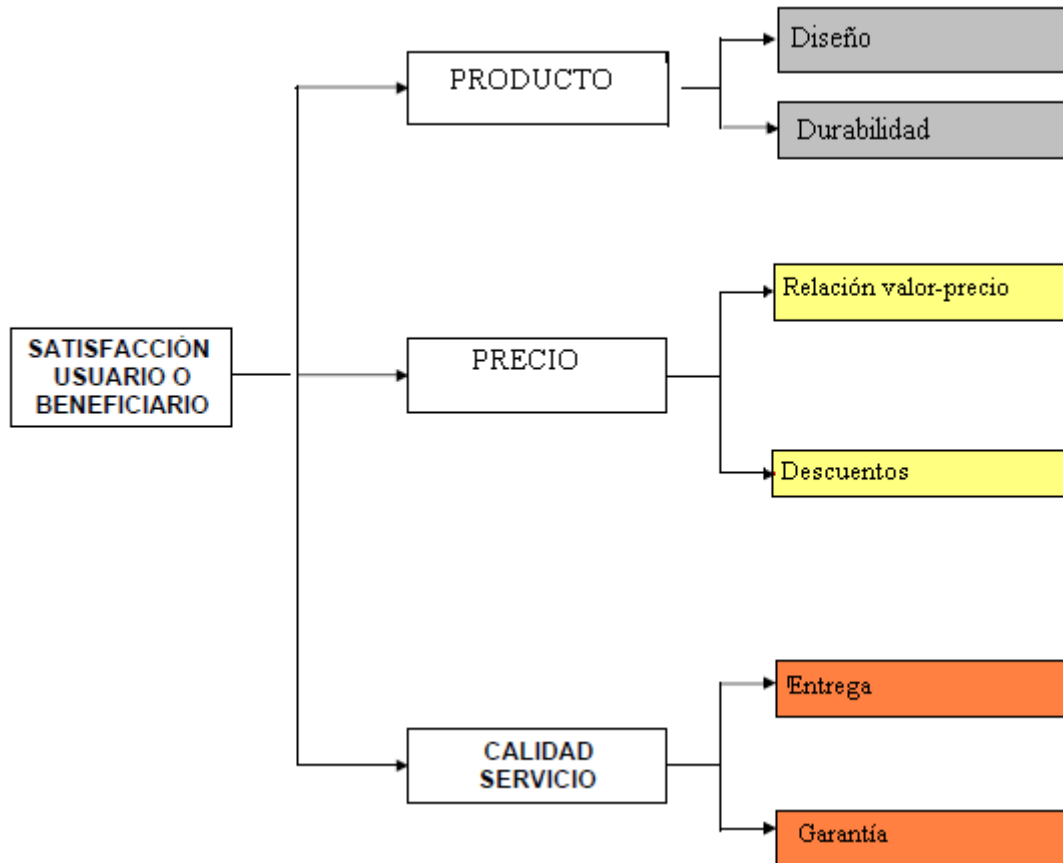 PRODUCTO
Diseño
Durabilidad
SATISFACCIÓN
USUARIO O
BENEFICIARIO
PRECIO
Relación valor-precio
Descuentos
CALIDAD
SERVICIO
Entrega
Garantía